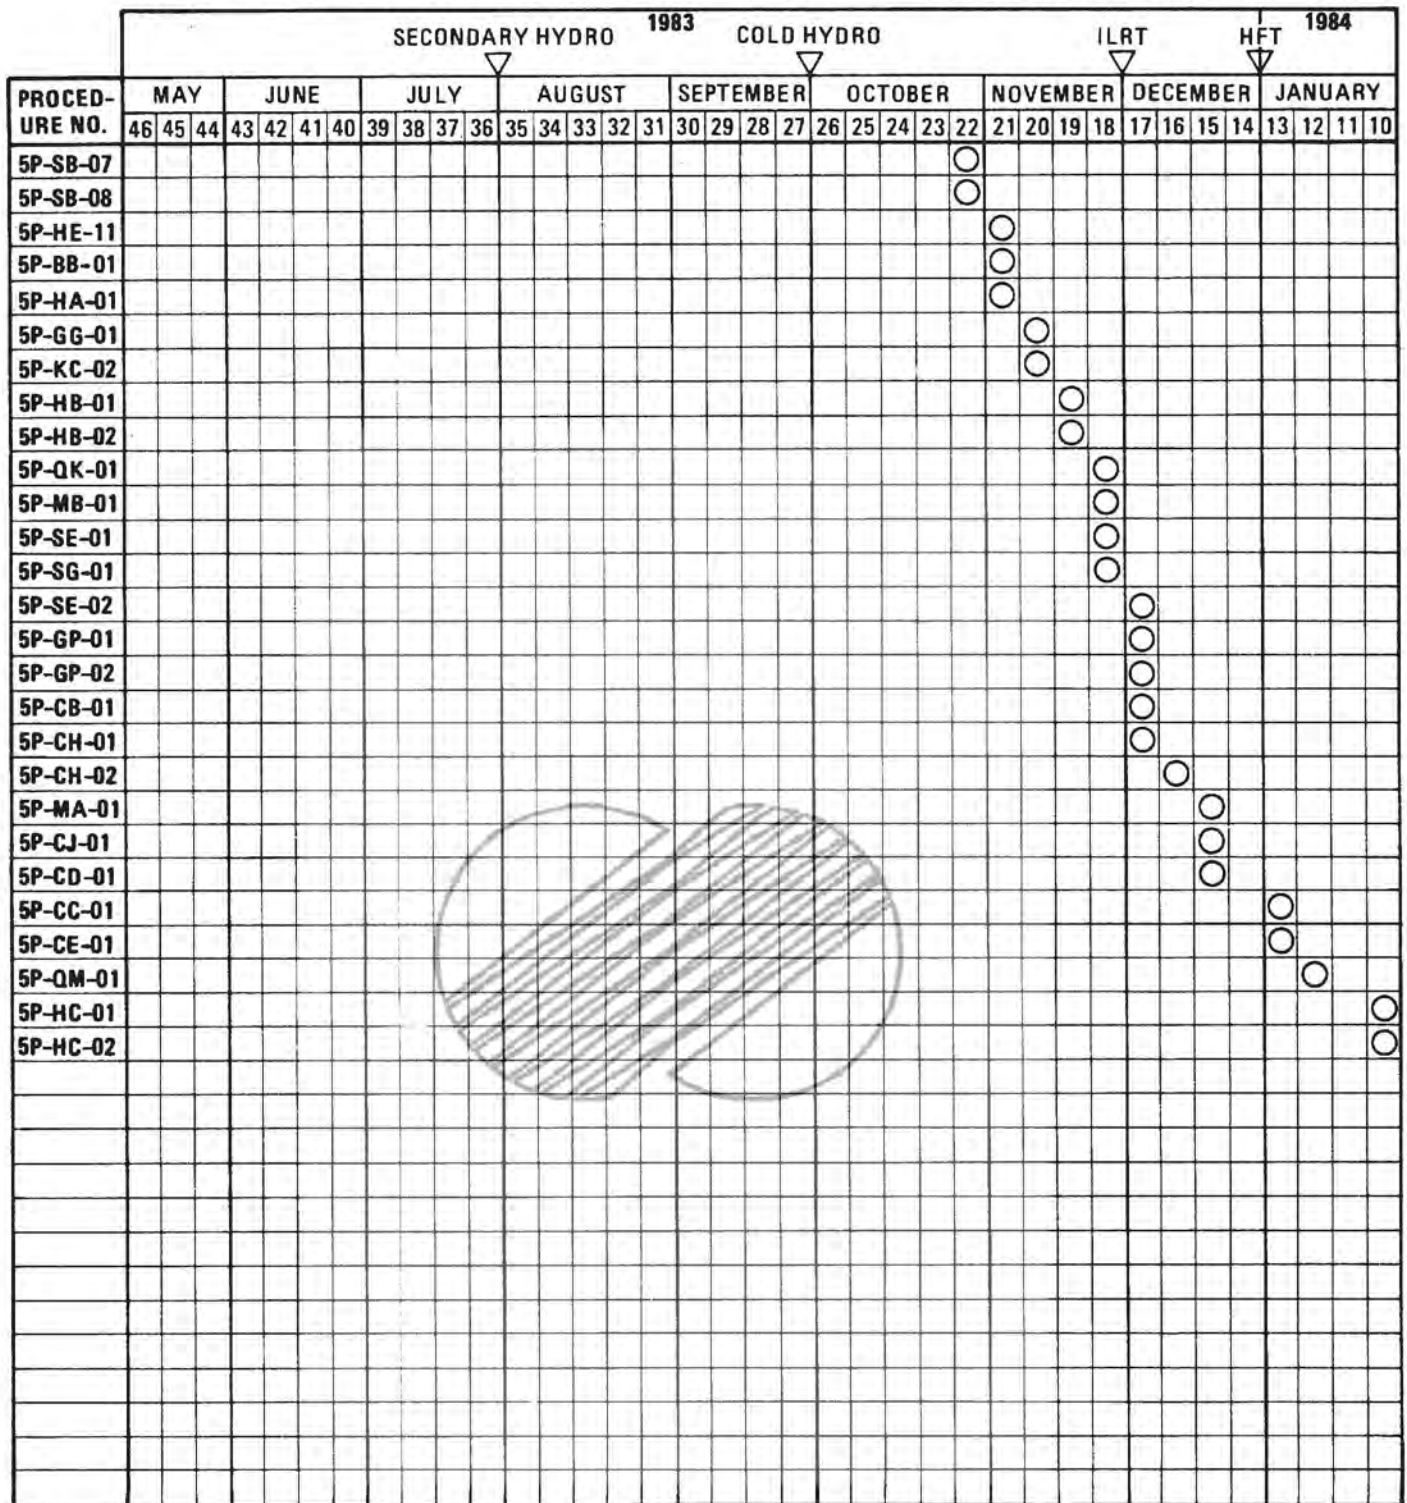 1983 1984
SECONDARY HYDRO COLD HYDRO ILRT HFT
PROCED-
URE NO.
MAY JUNE JULY AUGUST SEPTEMBER OCTOBER NOVEMBER DECEMBER JANUARY
46 45 44 43 42 41 40 39 38 37 36 35 34 33 32 31 30 29 28 27 26 25 24 23 22 21 20 19 18 17 16 15 14 13 12 11 10
5P-SB-07
5P-SB-08
5P-HE-11
5P-BB-01
5P-HA-01
5P-GG-01
5P-KC-02
5P-HB-01
5P-HB-02
5P-QK-01
5P-MB-01
5P-SE-01
5P-SG-01
5P-SE-02
5P-GP-01
5P-GP-02
5P-CB-01
5P-CH-01
5P-CH-02
5P-MA-01
5P-CJ-01
5P-CD-01
5P-CC-01
5P-CE-01
5P-QM-01
5P-HC-01
5P-HC-02